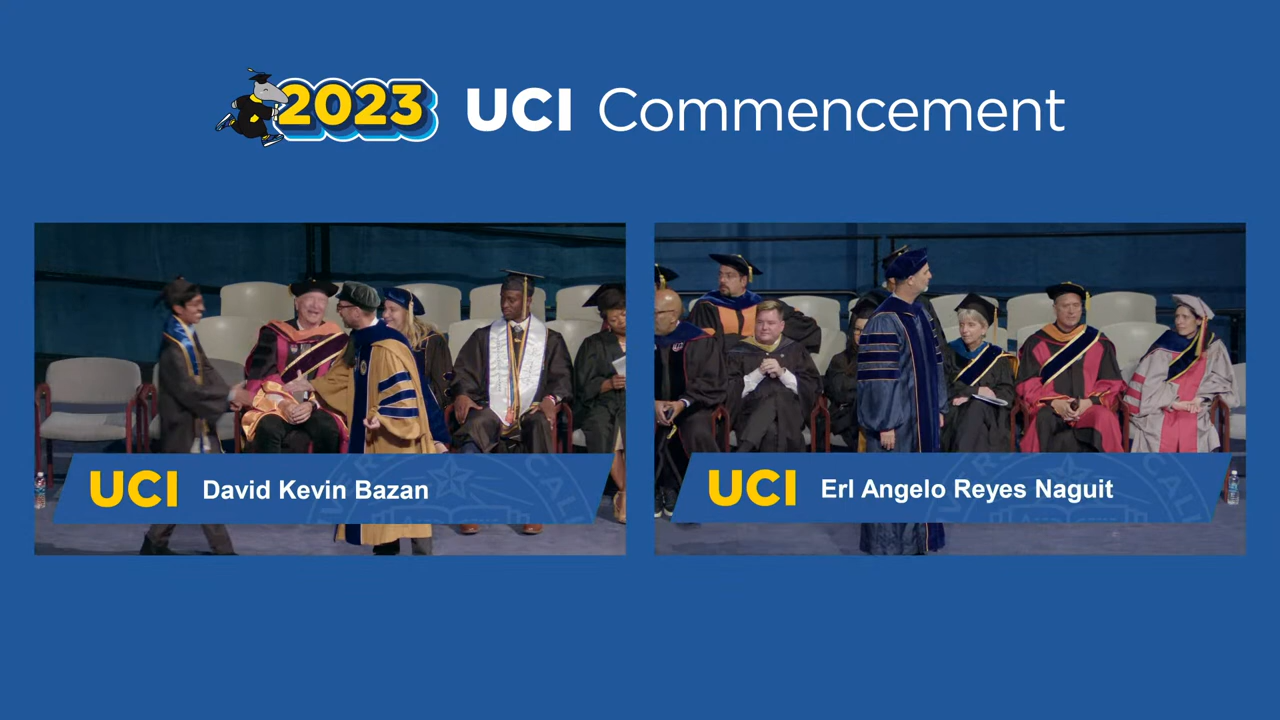 2023 UCI Commencement
UCI David Kevin Bazan
UCI Erl Angelo Reyes Naguit